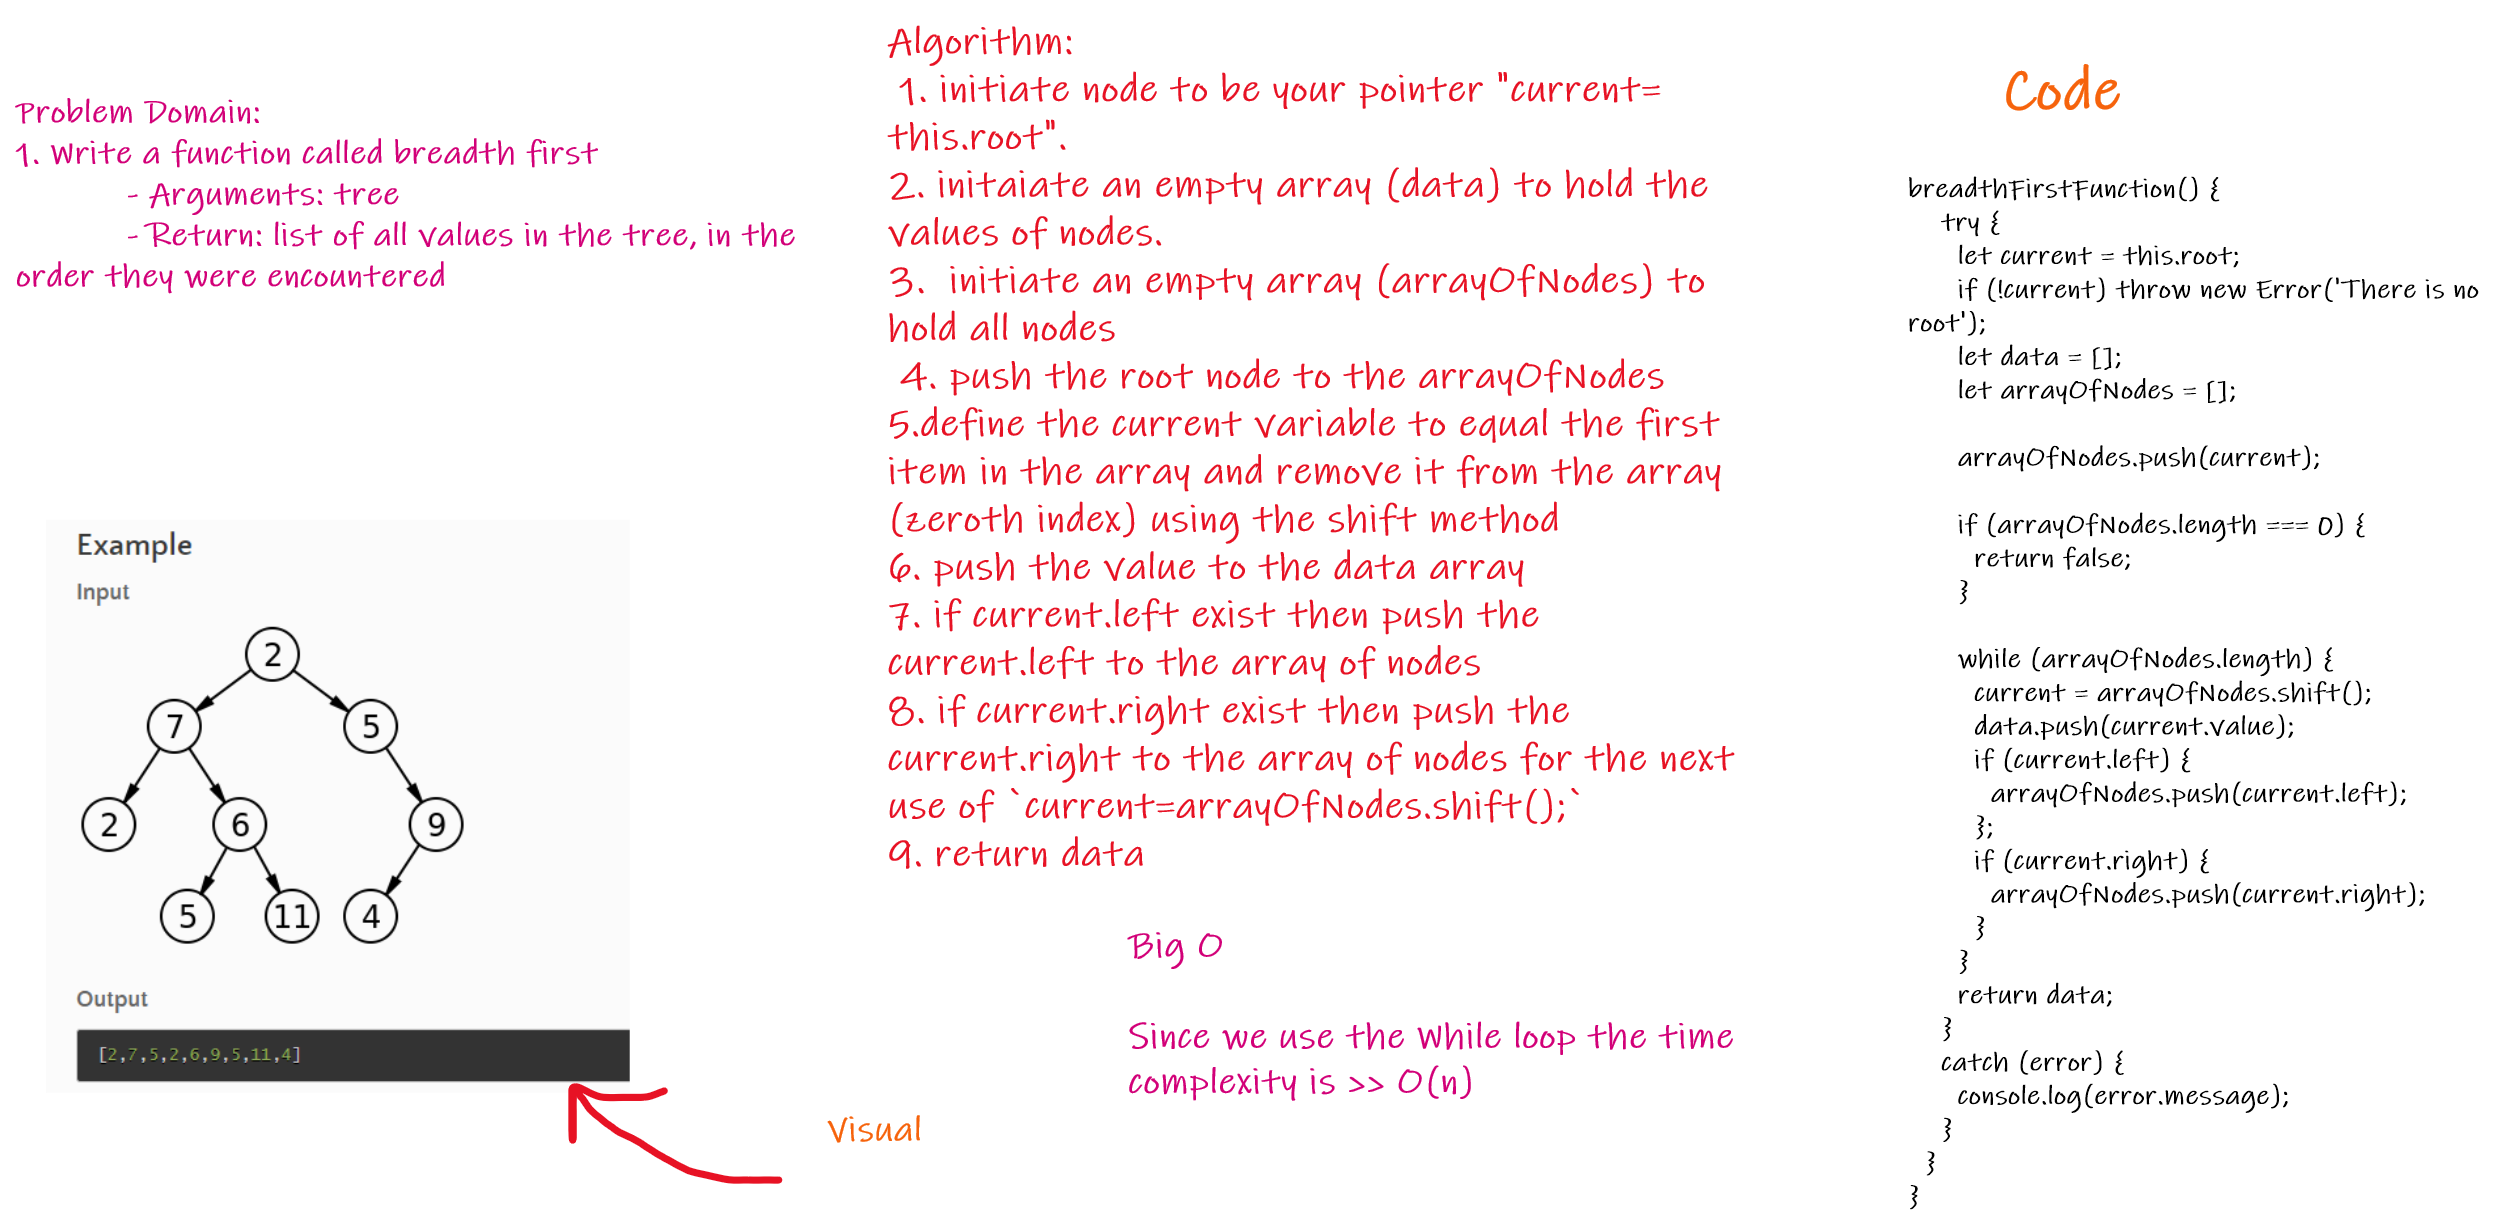 Problem Domain:
1. Write a function called breadth first
- Arguments: tree
- Return: list of all values in the tree, in the
order they were encountered
Example
Input
2
7
5
2
6
9
5
11
4
Output
[2,7,5,2,6,9,5,11,4]
Visual
Algorithm:
1. initiate node to be your pointer "current=
this.root".
2. initaiate an empty array (data) to hold the
values of nodes.
3. initiate an empty array (arrayOfNodes) to
hold all nodes
4. push the root node to the arrayOfNodes
5.define the current variable to equal the first
item in the array and remove it from the array
(zeroth index) using the shift method
6. push the value to the data array
7. if current.left exist then push the
current.left to the array of nodes
8. if current.right exist then push the
current.right to the array of nodes for the next
use of `current=arrayOfNodes.shift();`
9. return data
Big O
Since we use the While loop the time
complexity is >> O(n)
Code
breadthFirstFunction() {
try {
let current = this.root;
if (!current) throw new Error('There is no
root');
let data = [];
let arrayOfNodes = [];
arrayOfNodes.push(current);
if (arrayOfNodes.length === 0) {
return false;
}
while (arrayOfNodes.length) {
current = arrayOfNodes.shift();
data.push(current.value);
if (current.left) {
arrayOfNodes.push(current.left);
};
if (current.right) {
arrayOfNodes.push(current.right);
}
}
return data;
}
catch (error) {
console.log(error.message);
}
}
}